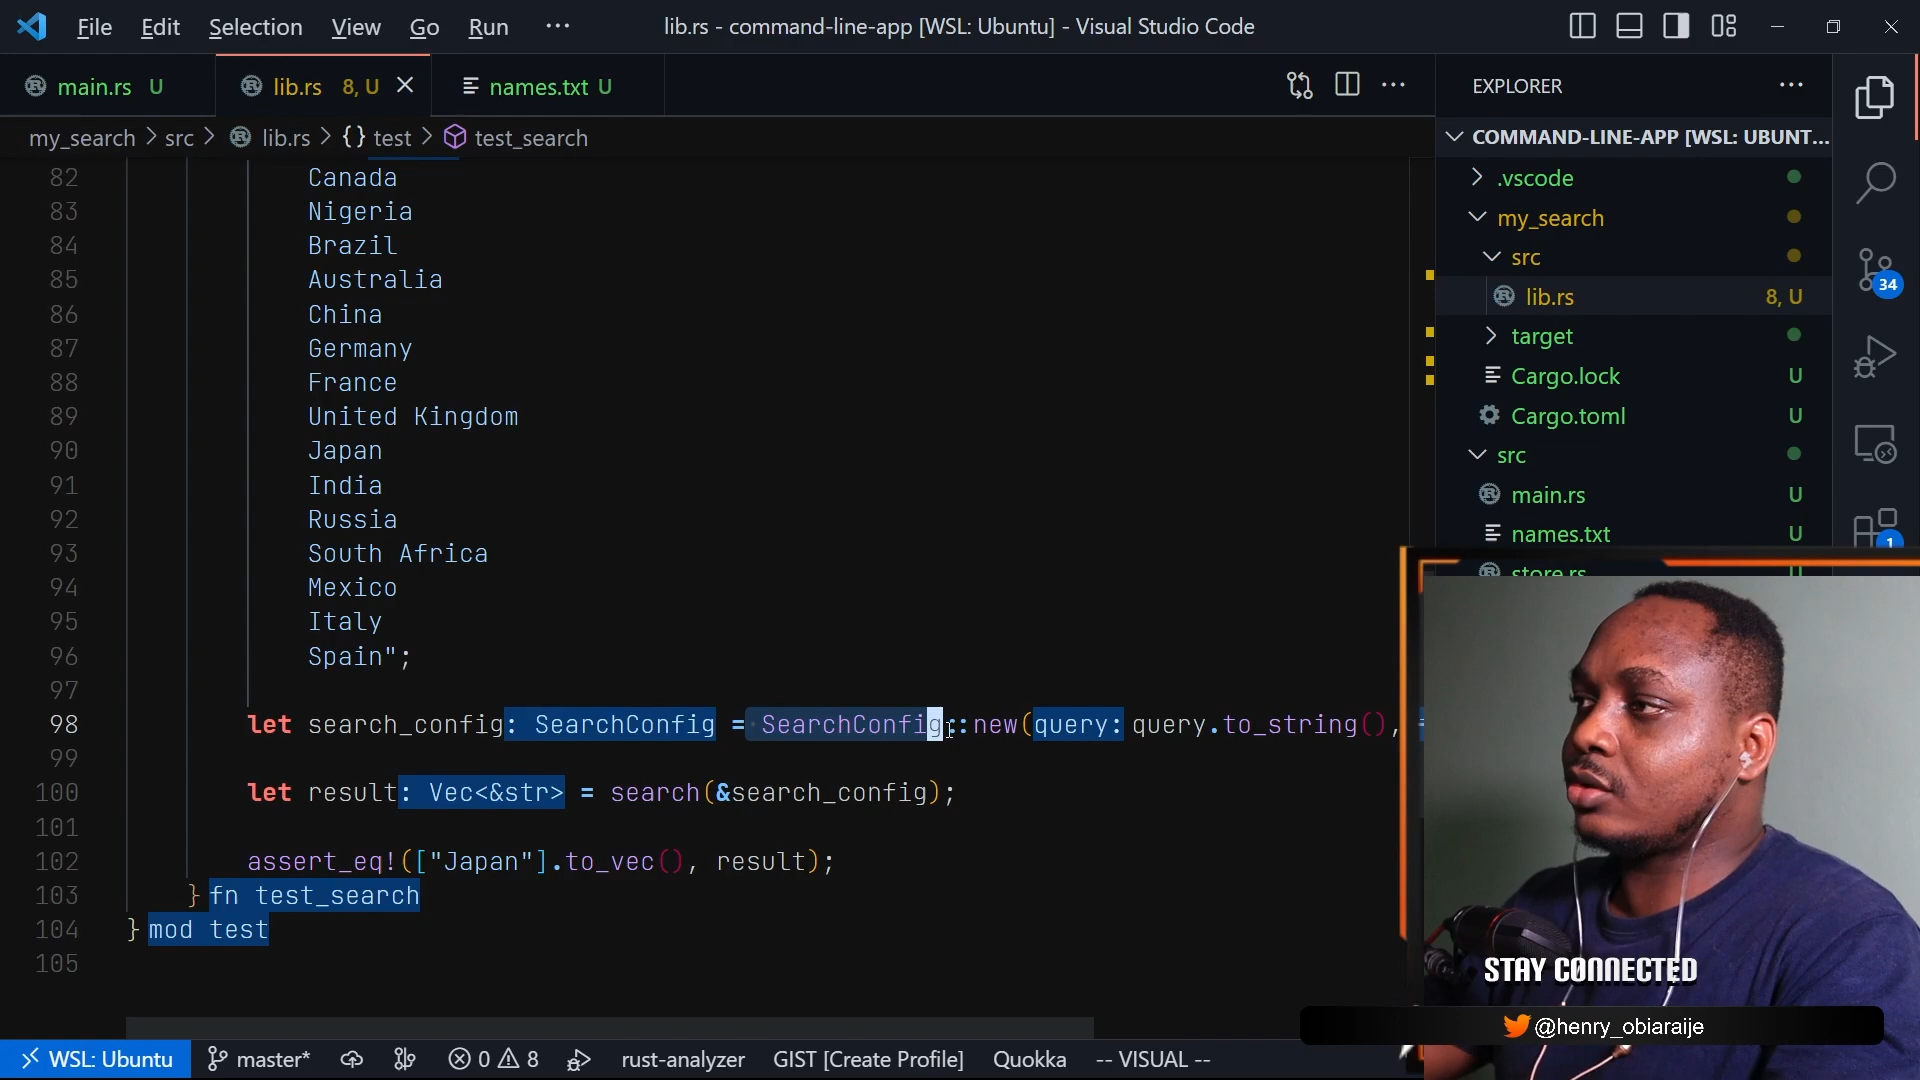 File Edit Selection View Go Run ··· lib.rs - command-line-app [WSL: Ubuntu] - Visual Studio Code
main.rs U lib.rs 8, U names.txt U
my_search > src > lib.rs > {} test > test_search
82 Canada
83 Nigeria
84 Brazil
85 Australia
86 China
87 Germany
88 France
89 United Kingdom
90 Japan
91 India
92 Russia
93 South Africa
94 Mexico
95 Italy
96 Spain";
97
98 let search_config: SearchConfig = SearchConfig::new(query: query.to_string(),
99
100 let result: Vec<&str> = search(&search_config);
101
102 assert_eq!(["Japan"].to_vec(), result);
103 } fn test_search
104 } mod test
105
EXPLORER
COMMAND-LINE-APP [WSL: UBUNT...
.vscode
my_search
src
lib.rs 8, U
target
Cargo.lock U
Cargo.toml U
src
main.rs U
names.txt U
store.rs U
34
1
STAY CONNECTED
@henry_obiaraije
WSL: Ubuntu master* 0 8 rust-analyzer GIST [Create Profile] Quokka -- VISUAL --